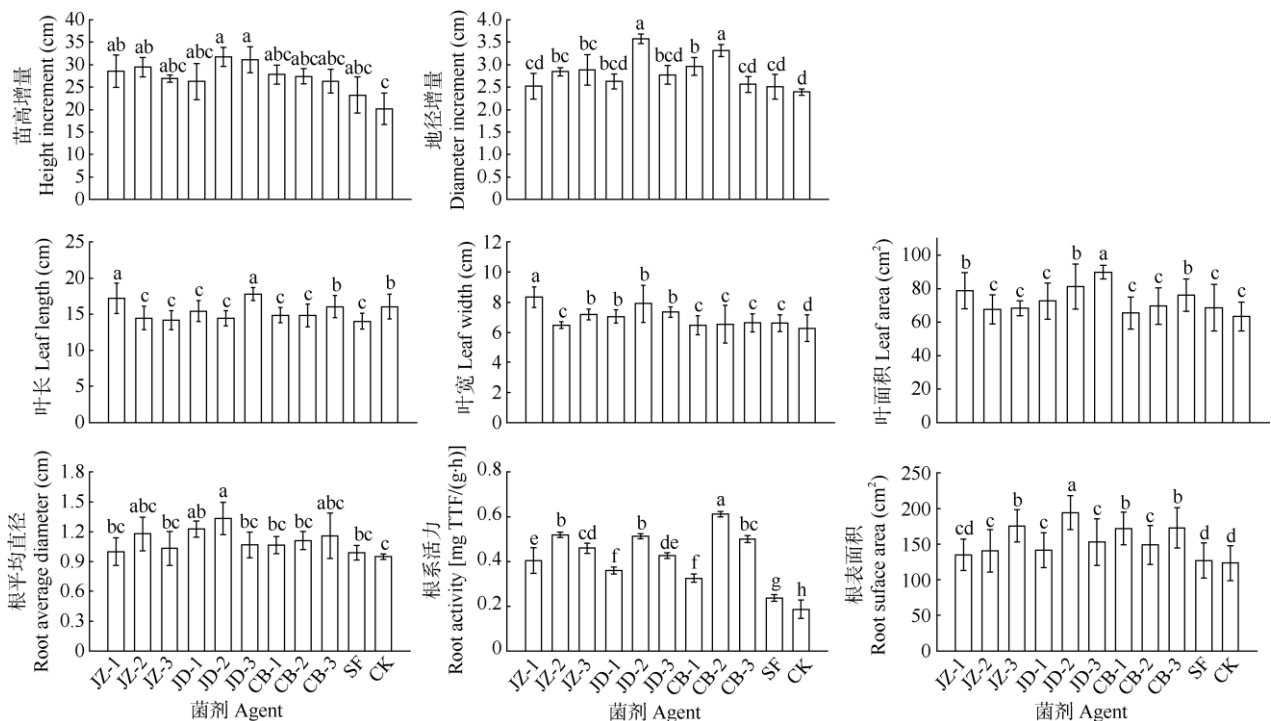 苗高增量
Height increment (cm)
40
35
30
25
20
15
10
5
0
ab ab abc abc a a abc abc abc abc c
地径增量
Diameter increment (cm)
4.0
3.5
3.0
2.5
2.0
1.0
1.0
0.5
0
cd bc bc bcd a bcd b a cd cd d
叶长 Leaf length (cm)
25
20
15
10
5
0
a c c c c a c c b c b
叶宽 Leaf width (cm)
12
10
8
6
4
2
0
a c b b b b c c c c d
叶面积 Leaf area (cm²)
100
80
60
40
20
0
b c c c b a c c b c c
根平均直径
Root average diameter (cm)
1.8
1.5
1.2
0.9
0.6
0.3
0
bc abc abc ab a bc bc bc abc bc c
JZ-1 JZ-2 JZ-3 JD-1 JD-2 JD-3 CB-1 CB-2 CB-3 SF CK
菌剂 Agent
根系活力
Root activity [mg TTF/(g·h)]
0.8
0.6
0.4
0.2
0
e b cd f b de f a bc g h
JZ-1 JZ-2 JZ-3 JD-1 JD-2 JD-3 CB-1 CB-2 CB-3 SF CK
菌剂 Agent
根表面积
Root suface area (cm²)
250
200
150
100
50
0
cd c b c a c b c b d d
JZ-1 JZ-2 JZ-3 JD-1 JD-2 JD-3 CB-1 CB-2 CB-3 SF CK
菌剂 Agent